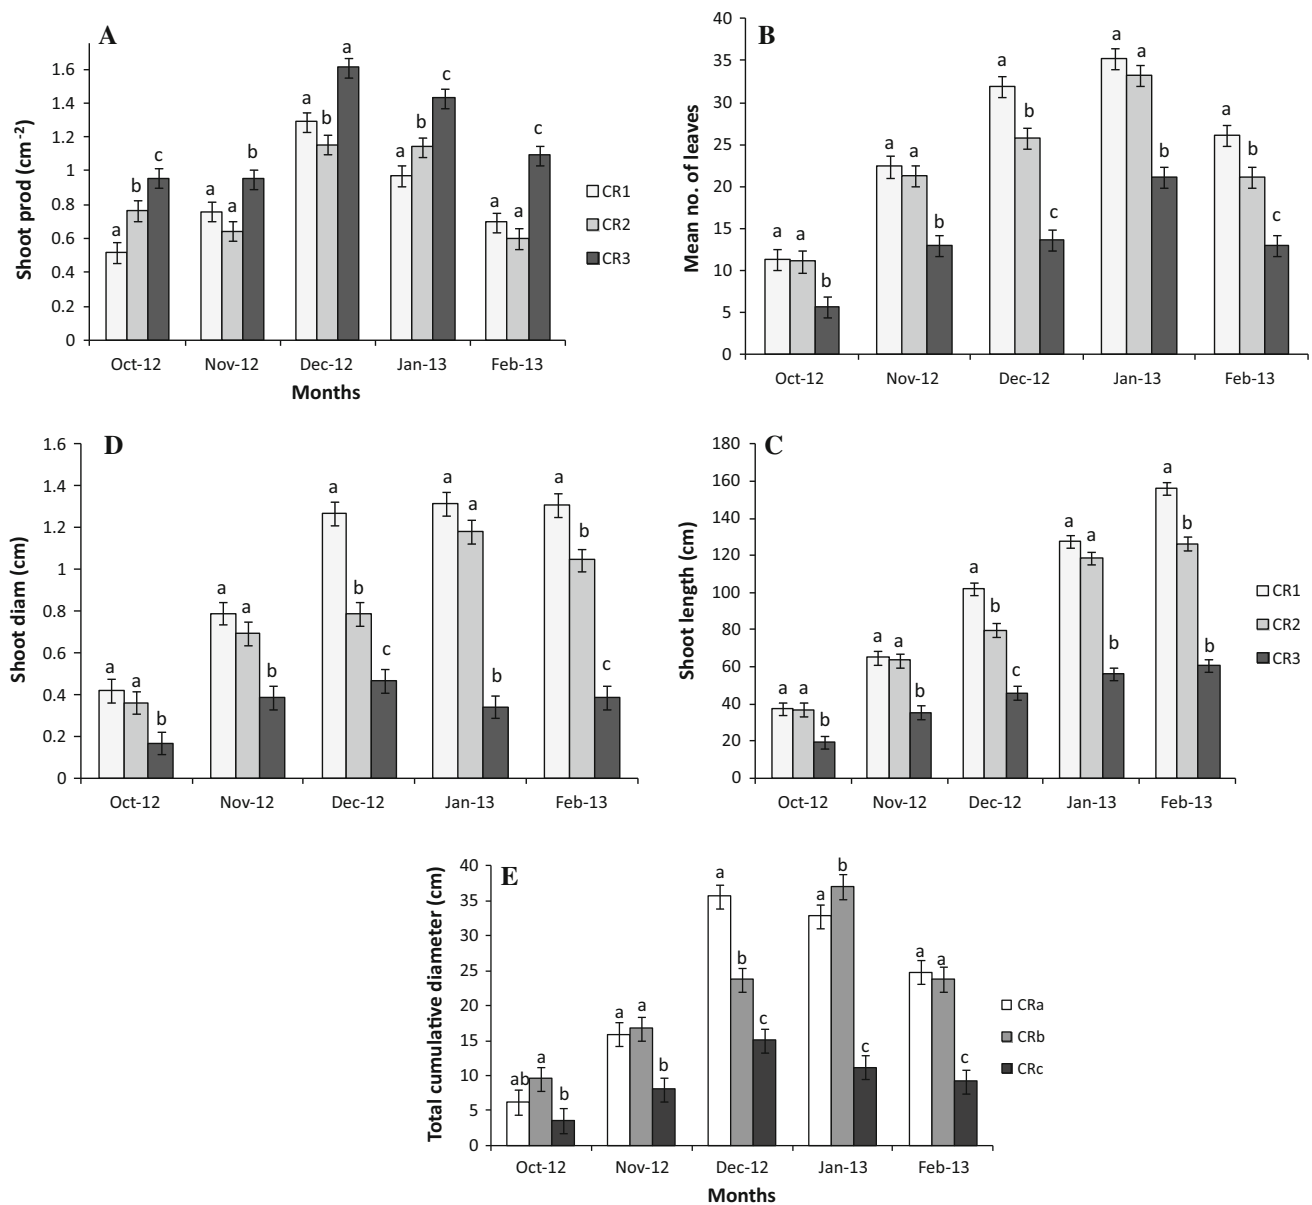 A
Shoot prod (cm⁻²)
1.6
1.4
1.2
1
0.8
0.6
0.4
0.2
0
a b c
a a b
a b a
a b c
a a c
Oct-12 Nov-12 Dec-12 Jan-13 Feb-13
Months
CR1
CR2
CR3
B
Mean no. of leaves
40
35
30
25
20
15
10
5
0
a a b
a a b
a b c
a a b
a b c
Oct-12 Nov-12 Dec-12 Jan-13 Feb-13
D
Shoot diam (cm)
1.6
1.4
1.2
1
0.8
0.6
0.4
0.2
0
a a b
a a b
a b c
a a b
a b c
Oct-12 Nov-12 Dec-12 Jan-13 Feb-13
C
Shoot length (cm)
180
160
140
120
100
80
60
40
20
0
a a b
a a b
a b c
a a b
a b b
Oct-12 Nov-12 Dec-12 Jan-13 Feb-13
CR1
CR2
CR3
E
Total cumulative diameter (cm)
40
35
30
25
20
15
10
5
0
ab a b
a a b
a b c
a b c
a a c
Oct-12 Nov-12 Dec-12 Jan-13 Feb-13
Months
CRa
CRb
CRc